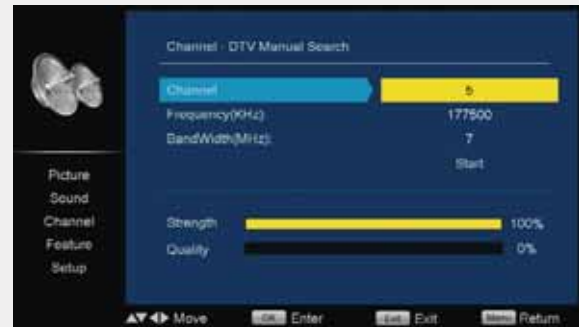 Channel - DTV Manual Search
Channel 5
Frequency(KHz): 177500
BandWidth(MHz): 7
Start
Strength 100%
Quality 0%
Picture
Sound
Channel
Feature
Setup
Move OK Enter Exit Exit Menu Return